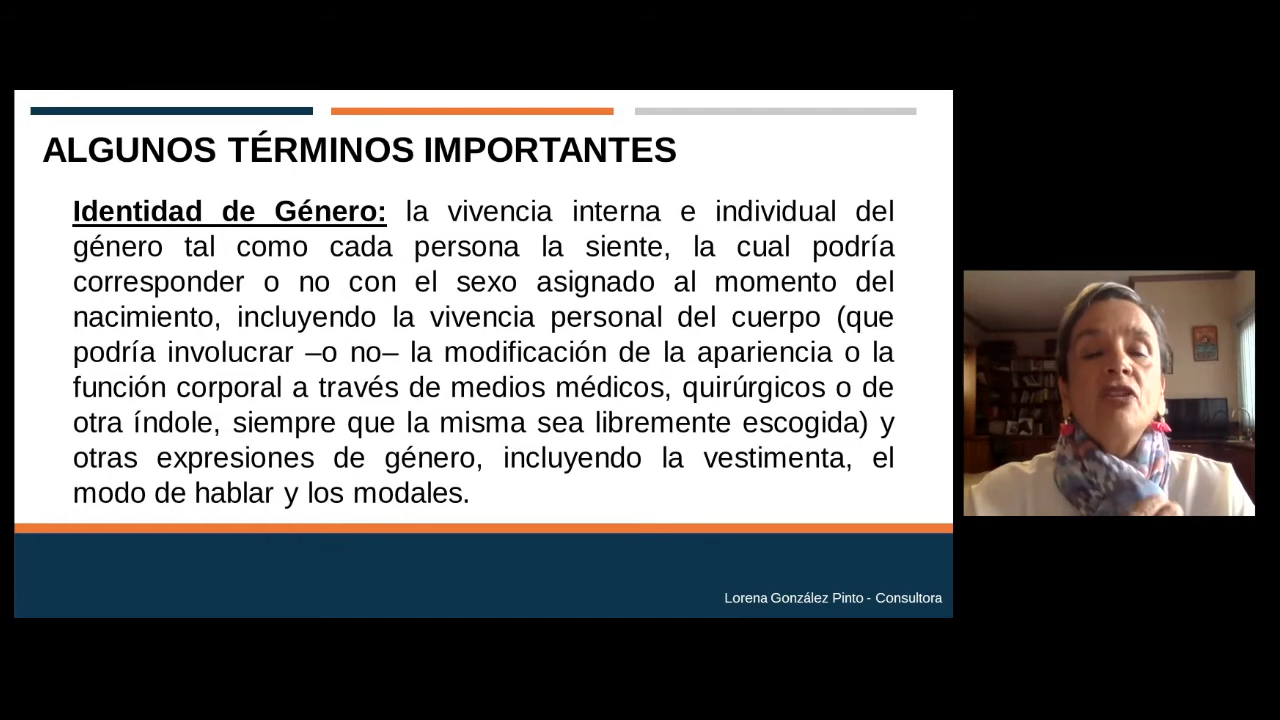 ALGUNOS TÉRMINOS IMPORTANTES
Identidad de Género: la vivencia interna e individual del
género tal como cada persona la siente, la cual podría
corresponder o no con el sexo asignado al momento del
nacimiento, incluyendo la vivencia personal del cuerpo (que
podría involucrar –o no– la modificación de la apariencia o la
función corporal a través de medios médicos, quirúrgicos o de
otra índole, siempre que la misma sea libremente escogida) y
otras expresiones de género, incluyendo la vestimenta, el
modo de hablar y los modales.
Lorena González Pinto - Consultora